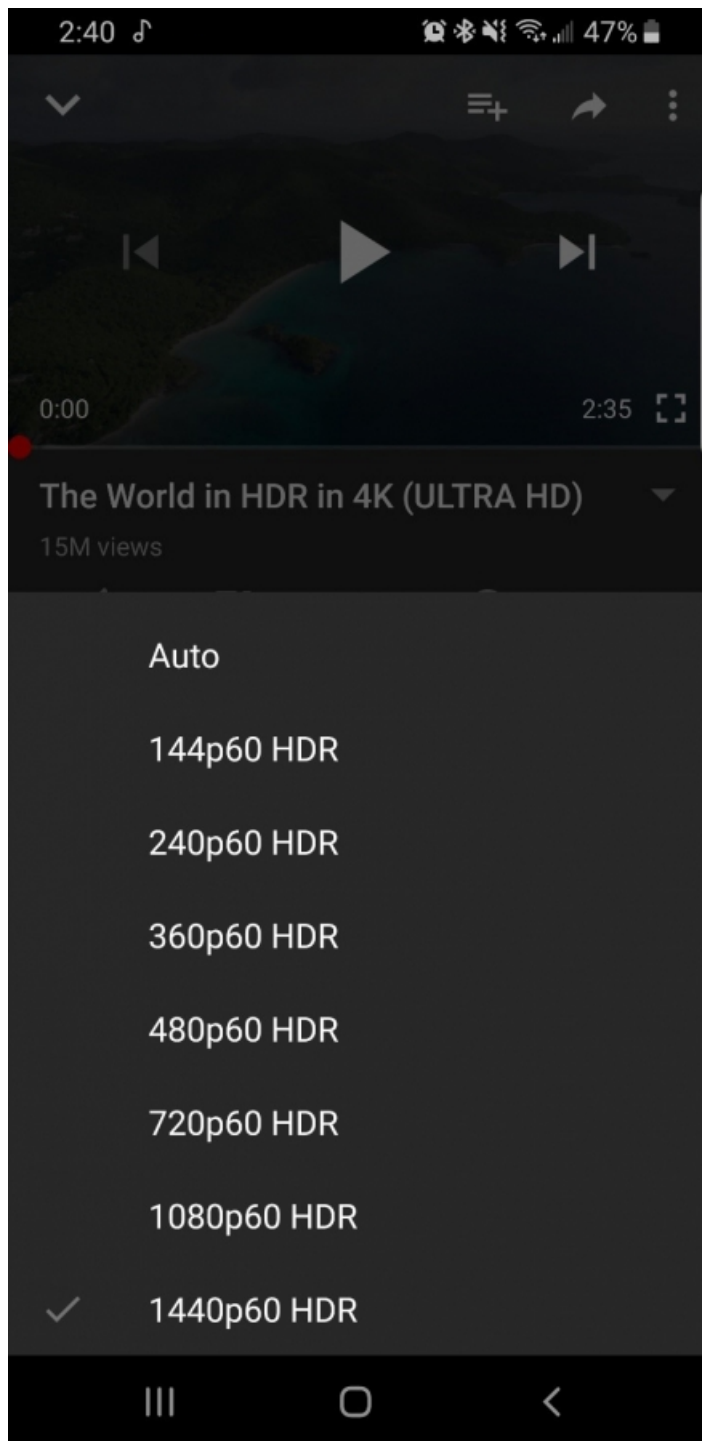 2:40
47%
0:00
2:35
The World in HDR in 4K (ULTRA HD)
15M views
Auto
144p60 HDR
240p60 HDR
360p60 HDR
480p60 HDR
720p60 HDR
1080p60 HDR
1440p60 HDR